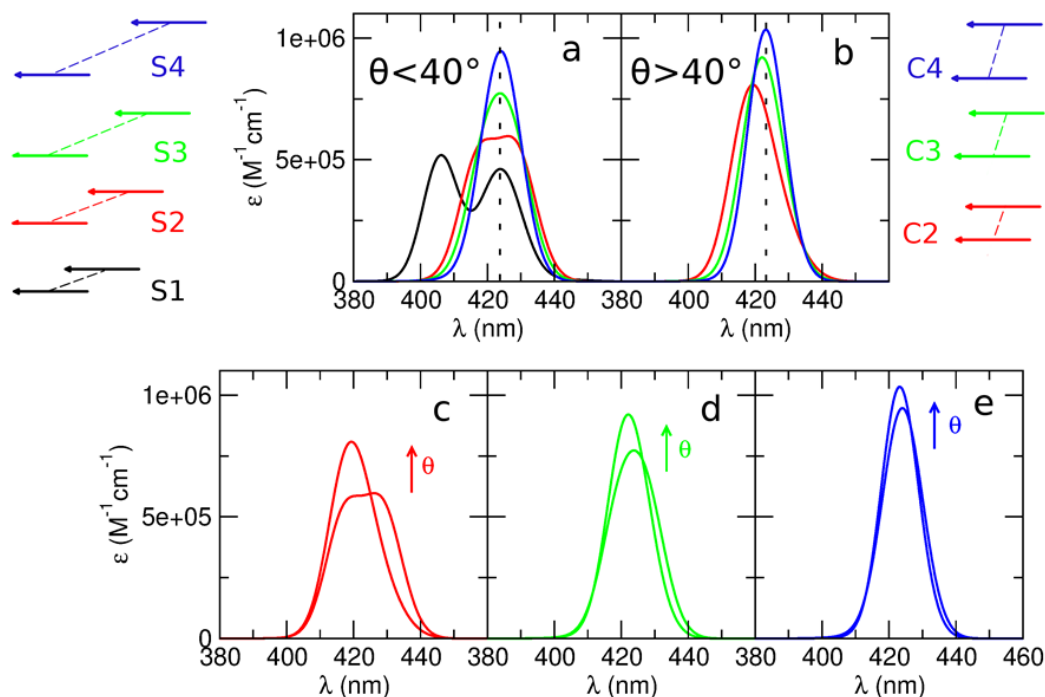 S4
S3
S2
S1
1e+06
5e+05
0
ε (M⁻¹cm⁻¹)
θ<40°
a
θ>40°
b
380 400 420 440 380 400 420 440
λ (nm) λ (nm)
C4
C3
C2
1e+06
5e+05
0
ε (M⁻¹cm⁻¹)
c
θ
d
θ
e
θ
380 400 420 440 380 400 420 440 380 400 420 440 460
λ (nm) λ (nm) λ (nm)